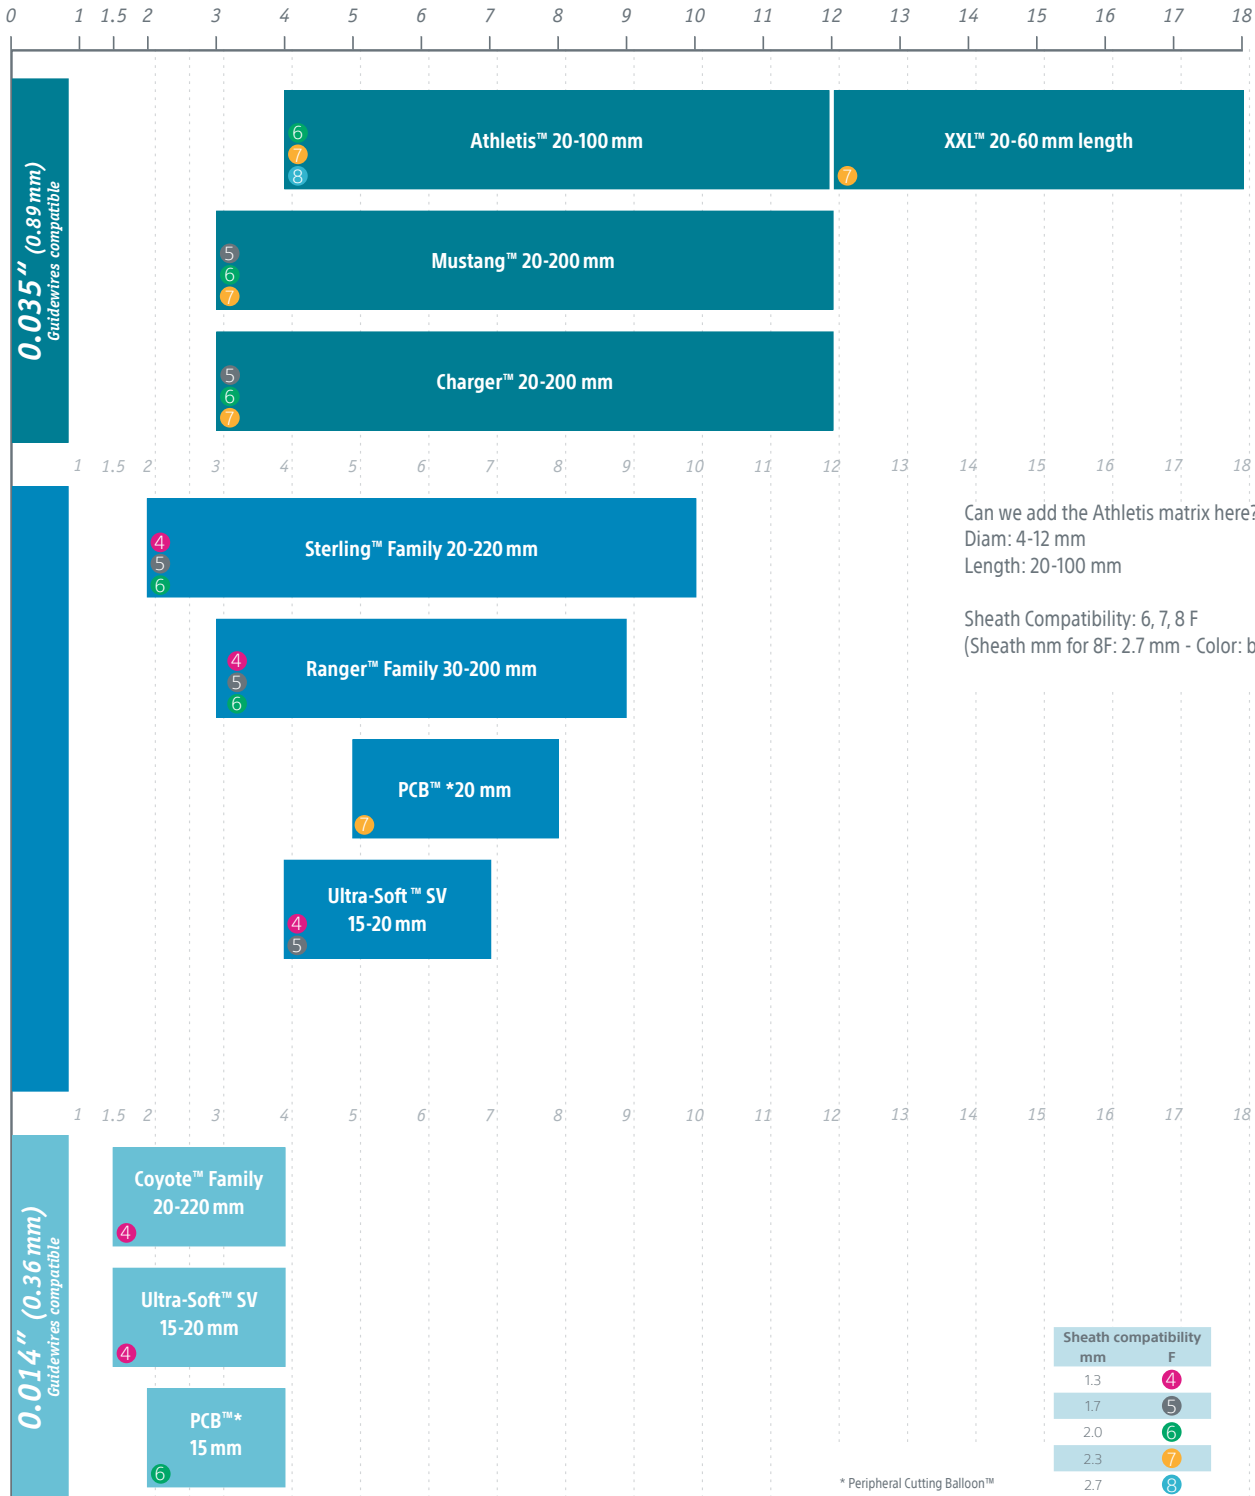 0 1 1.5 2 3 4 5 6 7 8 9 10 11 12 13 14 15 16 17 18
0.035″ (0.89 mm)
Guidewires compatible
Athletis™ 20-100 mm
6
7
8
XXL™ 20-60 mm length
7
Mustang™ 20-200 mm
5
6
7
Charger™ 20-200 mm
5
6
7
1 1.5 2 3 4 5 6 7 8 9 10 11 12 13 14 15 16 17 18
Sterling™ Family 20-220 mm
4
5
6
Can we add the Athletis matrix here?
Diam: 4-12 mm
Length: 20-100 mm
Sheath Compatibility: 6, 7, 8 F
(Sheath mm for 8F: 2.7 mm - Color: b
Ranger™ Family 30-200 mm
4
5
6
PCB™ *20 mm
7
Ultra-Soft™ SV
15-20 mm
4
5
1 1.5 2 3 4 5 6 7 8 9 10 11 12 13 14 15 16 17 18
0.014″ (0.36 mm)
Guidewires compatible
Coyote™ Family
20-220 mm
4
Ultra-Soft™ SV
15-20 mm
4
PCB™*
15 mm
6
Sheath compatibility
mm F
1.3 4
1.7 5
2.0 6
2.3 7
2.7 8
* Peripheral Cutting Balloon™